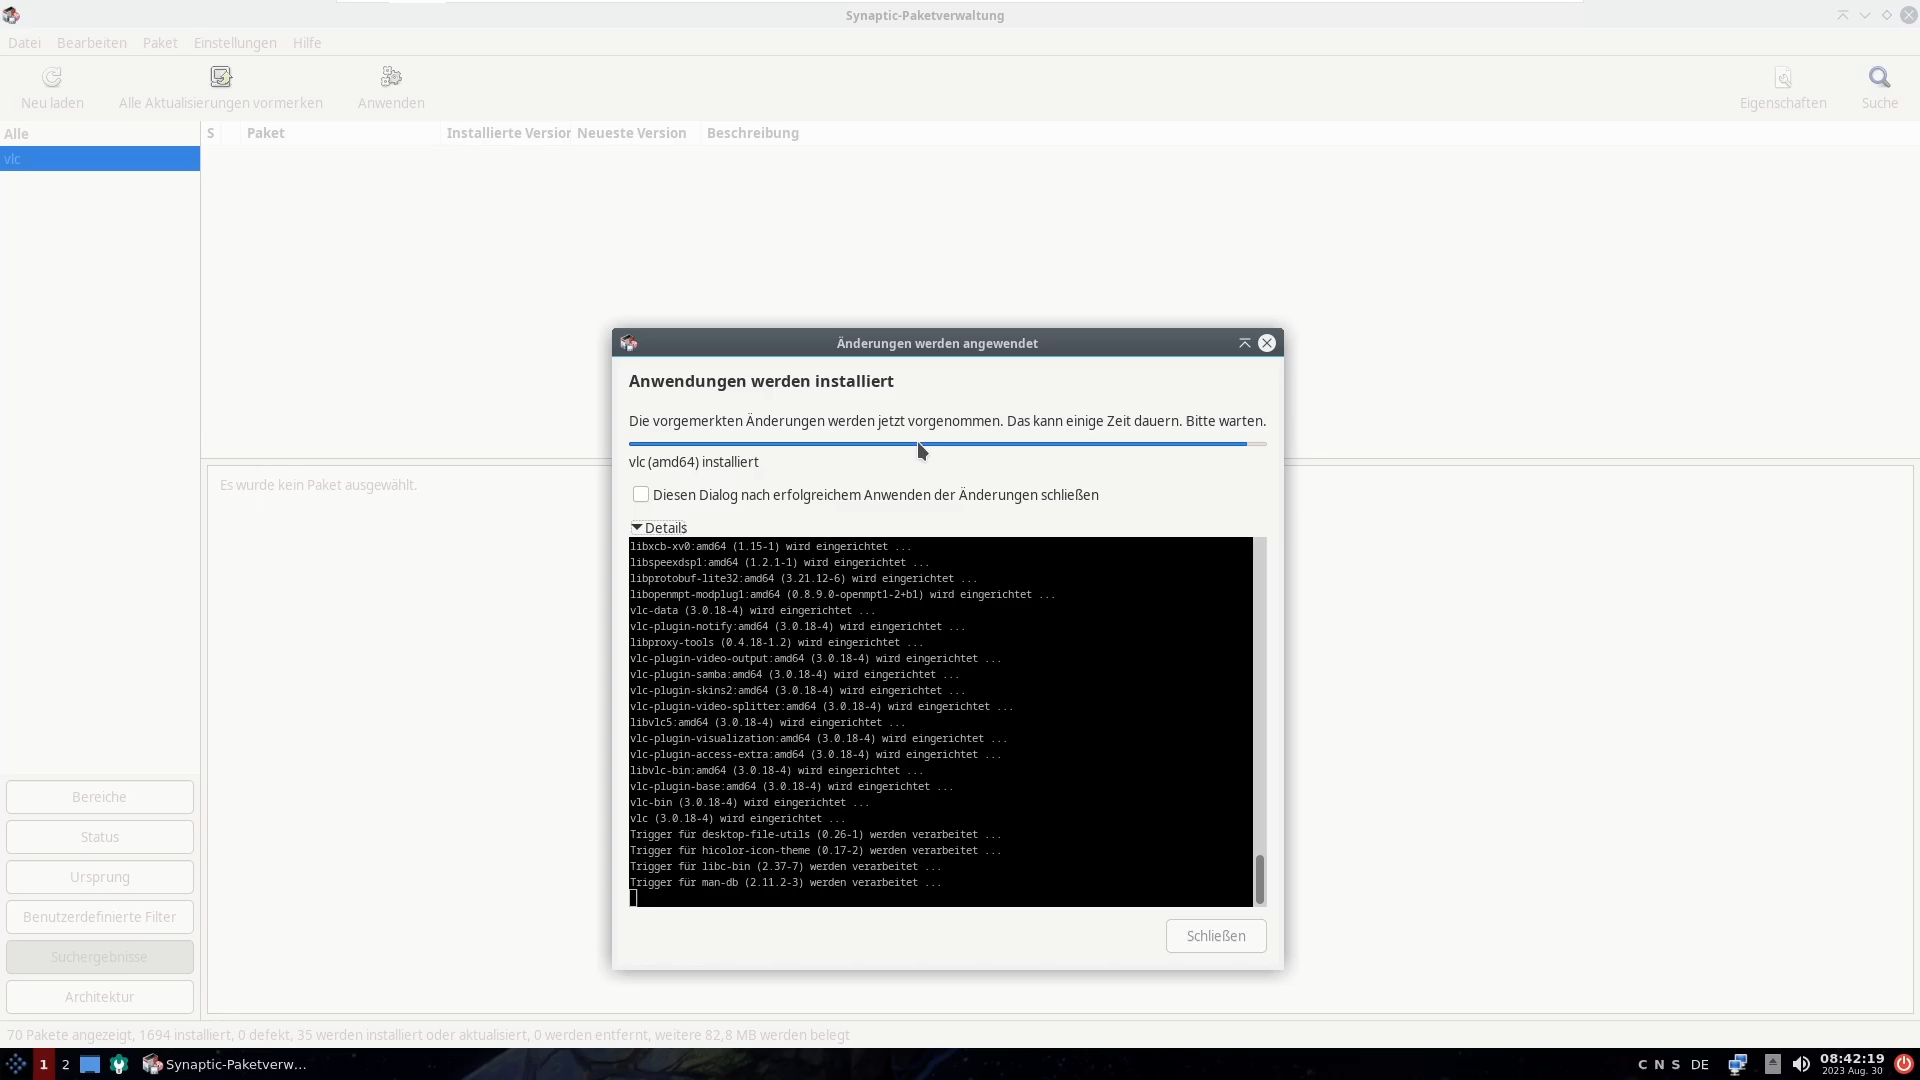 Synaptic-Paketverwaltung
Datei Bearbeiten Paket Einstellungen Hilfe
Neu laden Alle Aktualisierungen vormerken Anwenden Eigenschaften Suche
Alle
vlc
S Paket Installierte Version Neueste Version Beschreibung
Es wurde kein Paket ausgewählt.
Änderungen werden angewendet
Anwendungen werden installiert
Die vorgemerkten Änderungen werden jetzt vorgenommen. Das kann einige Zeit dauern. Bitte warten.
vlc (amd64) installiert
Diesen Dialog nach erfolgreichem Anwenden der Änderungen schließen
Details
libxcb-xv0:amd64 (1.15-1) wird eingerichtet ...
libspeexdsp1:amd64 (1.2.1-1) wird eingerichtet ...
libprotobuf-lite32:amd64 (3.21.12-6) wird eingerichtet ...
libopenmpt-modplug1:amd64 (0.8.9.0-openmpt1-2+b1) wird eingerichtet ...
vlc-data (3.0.18-4) wird eingerichtet ...
vlc-plugin-notify:amd64 (3.0.18-4) wird eingerichtet ...
libproxy-tools (0.4.18-1.2) wird eingerichtet ...
vlc-plugin-video-output:amd64 (3.0.18-4) wird eingerichtet ...
vlc-plugin-samba:amd64 (3.0.18-4) wird eingerichtet ...
vlc-plugin-skins2:amd64 (3.0.18-4) wird eingerichtet ...
vlc-plugin-video-splitter:amd64 (3.0.18-4) wird eingerichtet ...
libvlc5:amd64 (3.0.18-4) wird eingerichtet ...
vlc-plugin-visualization:amd64 (3.0.18-4) wird eingerichtet ...
vlc-plugin-access-extra:amd64 (3.0.18-4) wird eingerichtet ...
libvlc-bin:amd64 (3.0.18-4) wird eingerichtet ...
vlc-plugin-base:amd64 (3.0.18-4) wird eingerichtet ...
vlc-bin (3.0.18-4) wird eingerichtet ...
vlc (3.0.18-4) wird eingerichtet ...
Trigger für desktop-file-utils (0.26-1) werden verarbeitet ...
Trigger für hicolor-icon-theme (0.17-2) werden verarbeitet ...
Trigger für libc-bin (2.37-7) werden verarbeitet ...
Trigger für man-db (2.11.2-3) werden verarbeitet ...
Schließen
Bereiche
Status
Ursprung
Benutzerdefinierte Filter
Suchergebnisse
Architektur
70 Pakete angezeigt, 1694 installiert, 0 defekt, 35 werden installiert oder aktualisiert, 0 werden entfernt, weitere 82,8 MB werden belegt
1 2 Synaptic-Paketverw... C N S DE 08:42:19
2023 Aug. 30